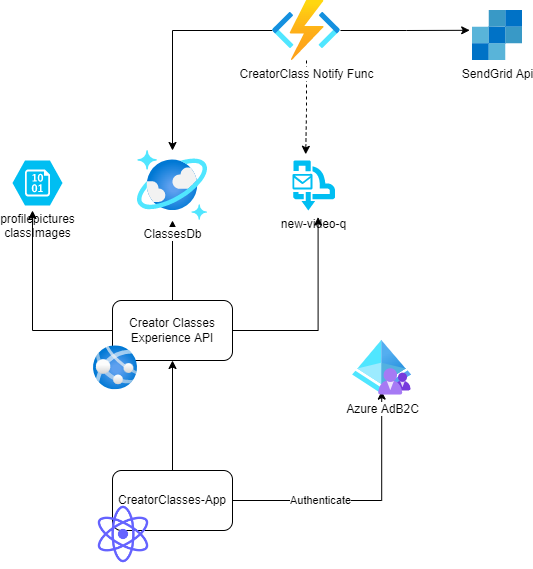 CreatorClass Notify Func
SendGrid Api
10
01
profilepictures
classImages
ClassesDb
new-video-q
Creator Classes
Experience API
Azure AdB2C
CreatorClasses-App
Authenticate